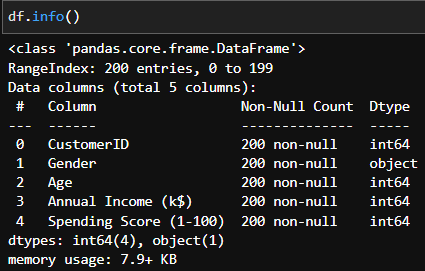 df.info()
<class 'pandas.core.frame.DataFrame'>
RangeIndex: 200 entries, 0 to 199
Data columns (total 5 columns):
 #   Column                  Non-Null Count  Dtype
---  ------                  --------------  -----
 0   CustomerID              200 non-null    int64
 1   Gender                  200 non-null    object
 2   Age                     200 non-null    int64
 3   Annual Income (k$)      200 non-null    int64
 4   Spending Score (1-100)  200 non-null    int64
dtypes: int64(4), object(1)
memory usage: 7.9+ KB